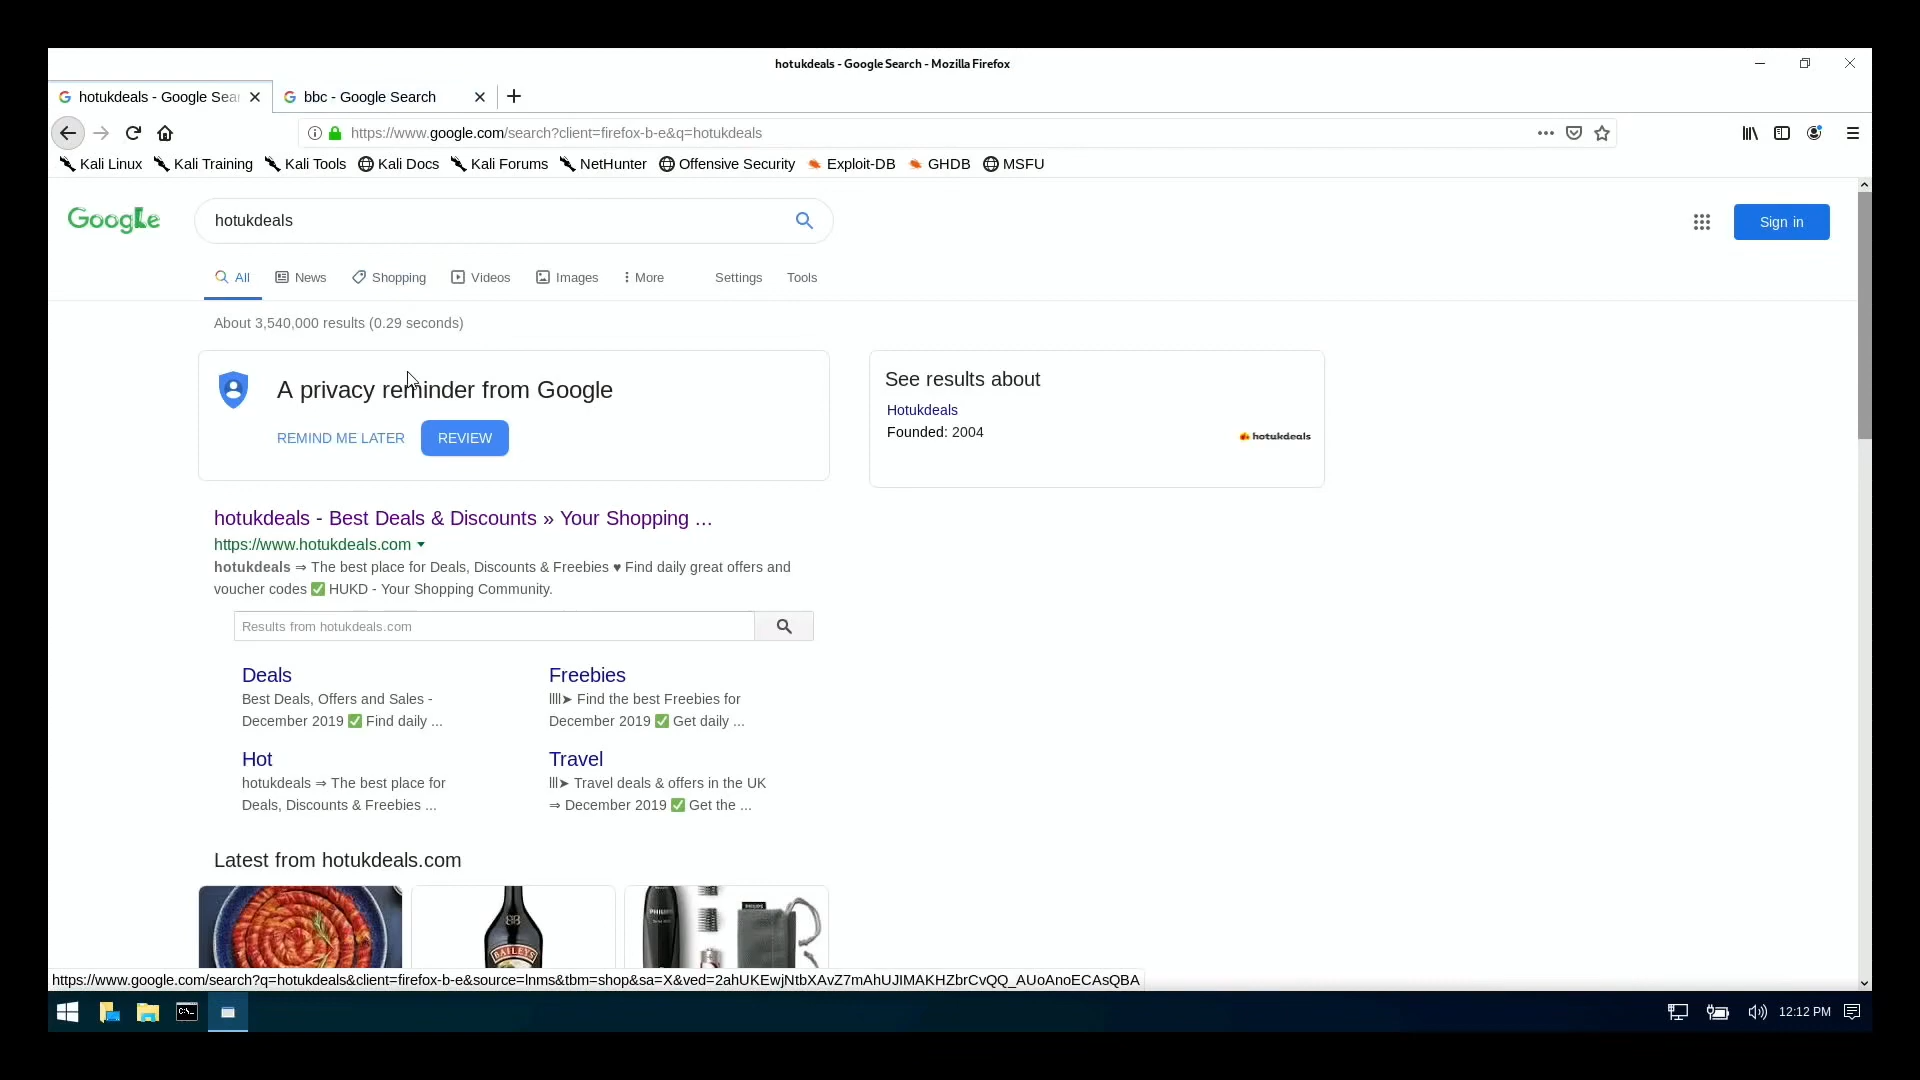 hotukdeals - Google Search - Mozilla Firefox
hotukdeals - Google Sear
bbc - Google Search
https://www.google.com/search?client=firefox-b-e&q=hotukdeals
Kali Linux Kali Training Kali Tools Kali Docs Kali Forums NetHunter Offensive Security Exploit-DB GHDB MSFU
Google
hotukdeals
Sign in
All News Shopping Videos Images More Settings Tools
About 3,540,000 results (0.29 seconds)
A privacy reminder from Google
REMIND ME LATER REVIEW
See results about
Hotukdeals
Founded: 2004
hotukdeals
hotukdeals - Best Deals & Discounts » Your Shopping ...
https://www.hotukdeals.com
hotukdeals ⇒ The best place for Deals, Discounts & Freebies ♥ Find daily great offers and
voucher codes ✅ HUKD - Your Shopping Community.
Results from hotukdeals.com
Deals
Best Deals, Offers and Sales -
December 2019 ✅ Find daily ...
Freebies
llll➤ Find the best Freebies for
December 2019 ✅ Get daily ...
Hot
hotukdeals ⇒ The best place for
Deals, Discounts & Freebies ...
Travel
lll➤ Travel deals & offers in the UK
⇒ December 2019 ✅ Get the ...
Latest from hotukdeals.com
BAILEYS
PHILIPS
PHILIPS
https://www.google.com/search?q=hotukdeals&client=firefox-b-e&source=lnms&tbm=shop&sa=X&ved=2ahUKEwjNtbXAvZ7mAhUJIMAKHZbrCvQQ_AUoAnoECAsQBA
12:12 PM